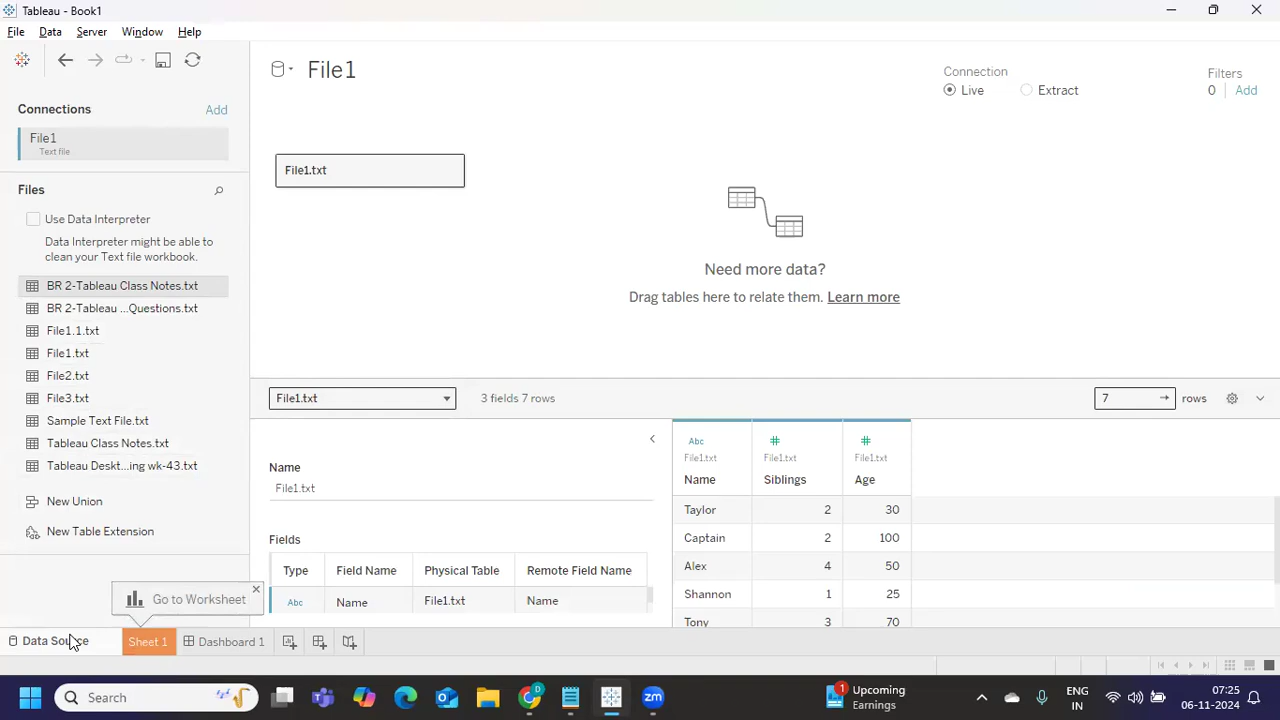 Tableau - Book1
File Data Server Window Help
File1
Connections Add
Connection
Live Extract
Filters
0 Add
File1
Text file
File1.txt
Files
Use Data Interpreter
Data Interpreter might be able to
clean your Text file workbook.
BR 2-Tableau Class Notes.txt
BR 2-Tableau ...Questions.txt
File1.1.txt
File1.txt
File2.txt
File3.txt
Sample Text File.txt
Tableau Class Notes.txt
Tableau Deskt...ing wk-43.txt
New Union
New Table Extension
Need more data?
Drag tables here to relate them. Learn more
File1.txt 3 fields 7 rows 7 rows
Name
File1.txt
Fields
Type Field Name Physical Table Remote Field Name
Abc Name File1.txt Name
Abc # #
File1.txt File1.txt File1.txt
Name Siblings Age
Taylor 2 30
Captain 2 100
Alex 4 50
Shannon 1 25
Tony 3 70
Go to Worksheet
Data Source Sheet 1 Dashboard 1
Search
1
Upcoming
Earnings
ENG
IN
07:25
06-11-2024